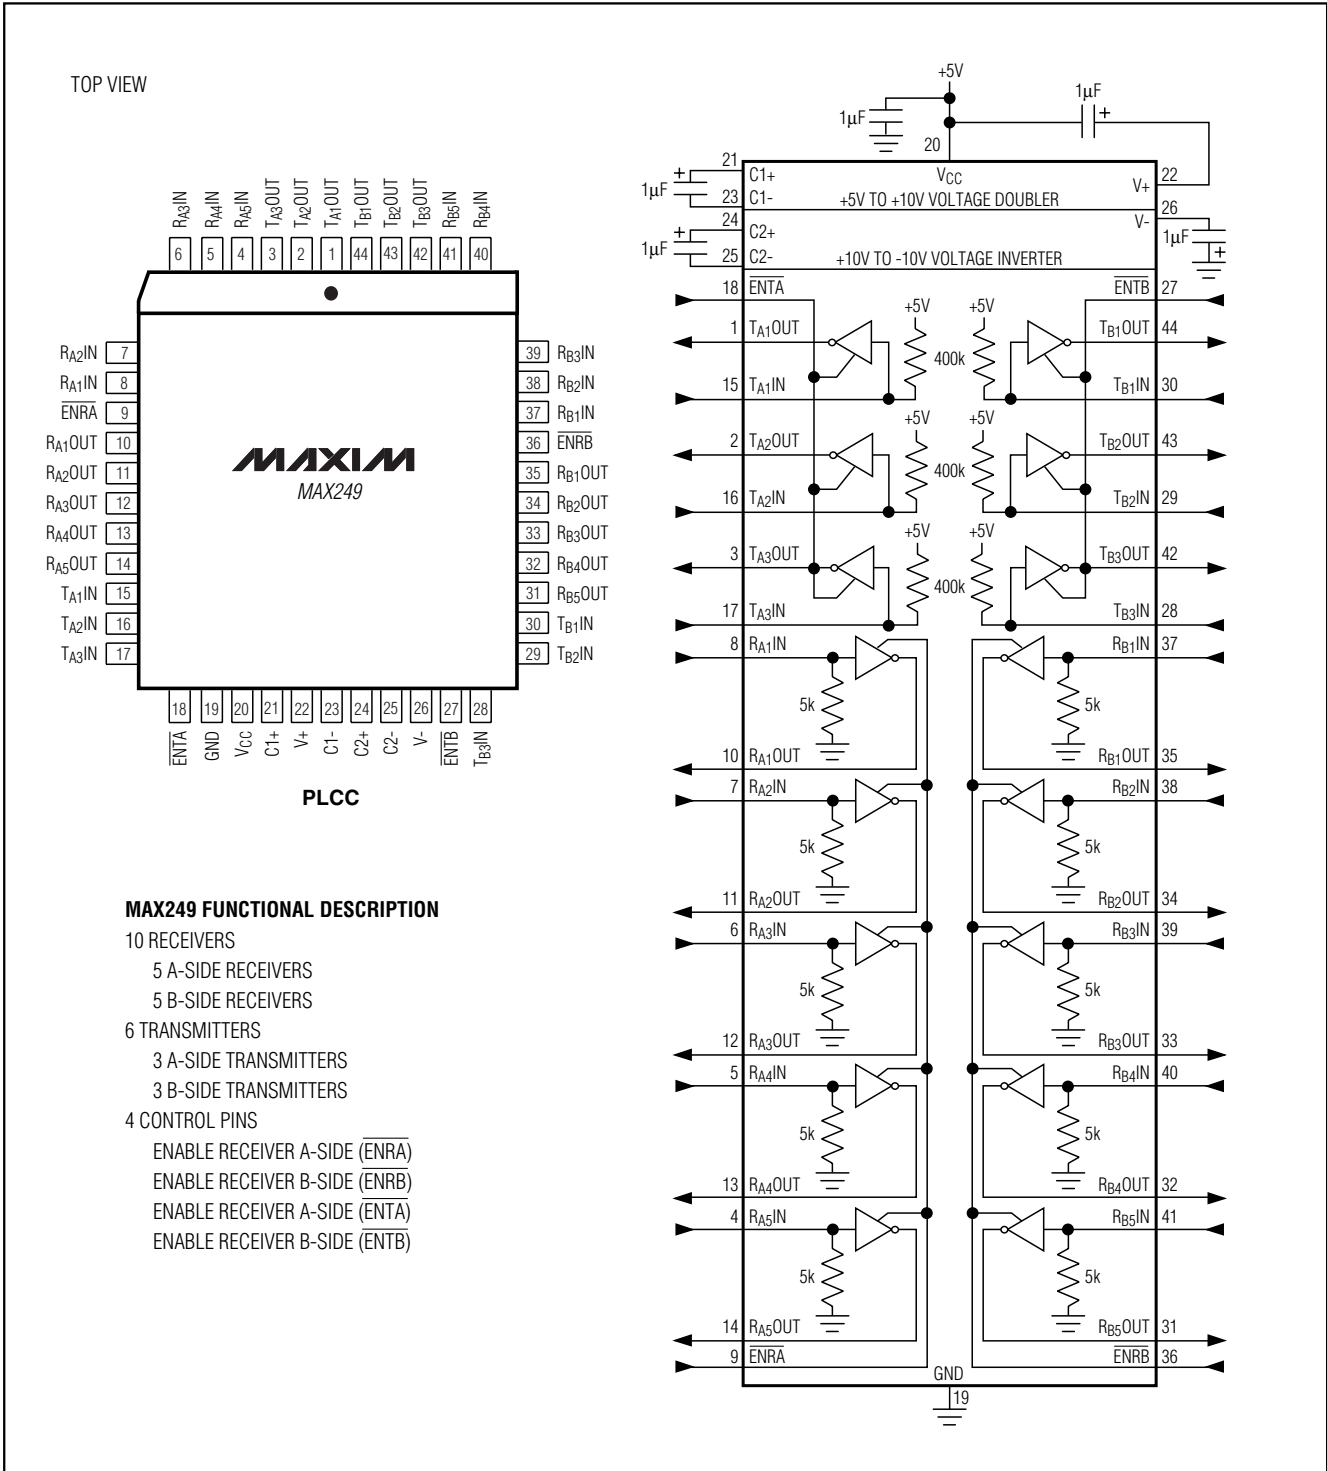 TOP VIEW
RA3IN RA4IN RA5IN TA3OUT TA2OUT TA1OUT TB1OUT TB2OUT TB3OUT RB5IN RB4IN
6 5 4 3 2 1 44 43 42 41 40
RA2IN 7
RA1IN 8
ENRA 9
RA1OUT 10
RA2OUT 11
RA3OUT 12
RA4OUT 13
RA5OUT 14
TA1IN 15
TA2IN 16
TA3IN 17
39 RB3IN
38 RB2IN
37 RB1IN
36 ENRB
35 RB1OUT
34 RB2OUT
33 RB3OUT
32 RB4OUT
31 RB5OUT
30 TB1IN
29 TB2IN
MAXIM
MAX249
18 19 20 21 22 23 24 25 26 27 28
ENTA GND VCC C1+ V+ C1- C2+ C2- V- ENTB TB3IN
PLCC
MAX249 FUNCTIONAL DESCRIPTION
10 RECEIVERS
5 A-SIDE RECEIVERS
5 B-SIDE RECEIVERS
6 TRANSMITTERS
3 A-SIDE TRANSMITTERS
3 B-SIDE TRANSMITTERS
4 CONTROL PINS
ENABLE RECEIVER A-SIDE (ENRA)
ENABLE RECEIVER B-SIDE (ENRB)
ENABLE RECEIVER A-SIDE (ENTA)
ENABLE RECEIVER B-SIDE (ENTB)
+5V
1µF
1µF +
20
VCC
21 C1+
+ 1µF
23 C1-
+5V TO +10V VOLTAGE DOUBLER
V+ 22
24 C2+
+ 1µF
25 C2-
+10V TO -10V VOLTAGE INVERTER
V- 26
1µF +
18 ENTA ENTB 27
+5V +5V
1 TA1OUT TB1OUT 44
400k
15 TA1IN TB1IN 30
+5V +5V
2 TA2OUT TB2OUT 43
400k
16 TA2IN TB2IN 29
+5V +5V
3 TA3OUT TB3OUT 42
400k
17 TA3IN TB3IN 28
8 RA1IN RB1IN 37
5k 5k
10 RA1OUT RB1OUT 35
7 RA2IN RB2IN 38
5k 5k
11 RA2OUT RB2OUT 34
6 RA3IN RB3IN 39
5k 5k
12 RA3OUT RB3OUT 33
5 RA4IN RB4IN 40
5k 5k
13 RA4OUT RB4OUT 32
4 RA5IN RB5IN 41
5k 5k
14 RA5OUT RB5OUT 31
9 ENRA ENRB 36
GND
19